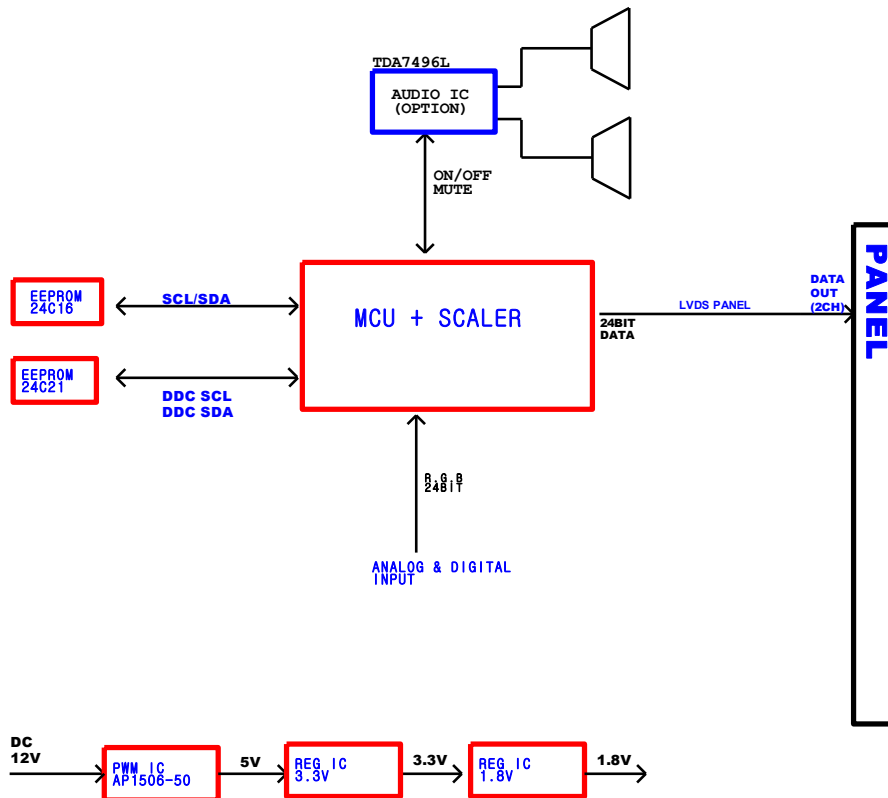 TDA7496L
AUDIO IC
(OPTION)
ON/OFF
MUTE
EEPROM
24C16
SCL/SDA
EEPROM
24C21
DDC SCL
DDC SDA
MCU + SCALER
24BIT
DATA
LVDS PANEL
DATA
OUT
(2CH)
PANEL
R.G.B
24BIT
ANALOG & DIGITAL
INPUT
DC
12V
PWM IC
AP1506-50
5V
REG IC
3.3V
3.3V
REG IC
1.8V
1.8V